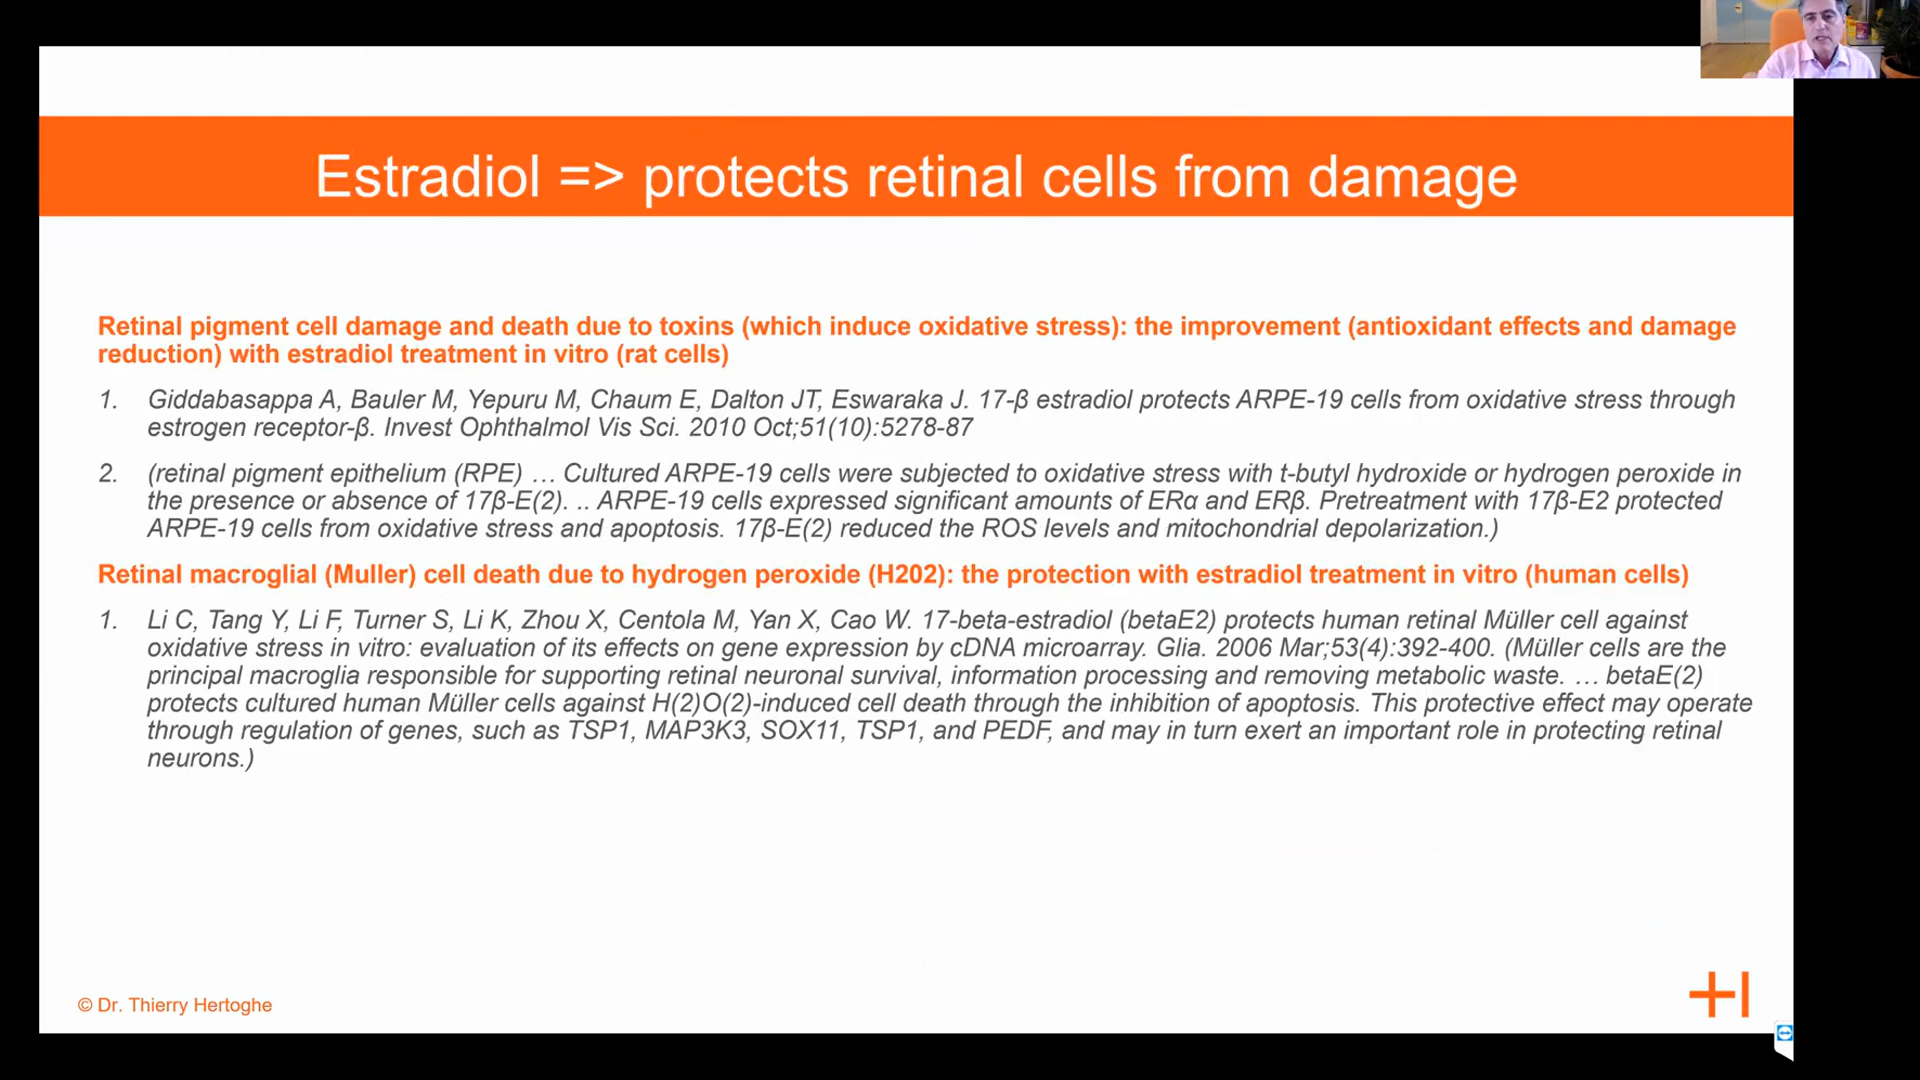 Estradiol => protects retinal cells from damage
Retinal pigment cell damage and death due to toxins (which induce oxidative stress): the improvement (antioxidant effects and damage
reduction) with estradiol treatment in vitro (rat cells)
1. Giddabasappa A, Bauler M, Yepuru M, Chaum E, Dalton JT, Eswaraka J. 17-β estradiol protects ARPE-19 cells from oxidative stress through
estrogen receptor-β. Invest Ophthalmol Vis Sci. 2010 Oct;51(10):5278-87
2. (retinal pigment epithelium (RPE) … Cultured ARPE-19 cells were subjected to oxidative stress with t-butyl hydroxide or hydrogen peroxide in
the presence or absence of 17β-E(2). .. ARPE-19 cells expressed significant amounts of ERα and ERβ. Pretreatment with 17β-E2 protected
ARPE-19 cells from oxidative stress and apoptosis. 17β-E(2) reduced the ROS levels and mitochondrial depolarization.)
Retinal macroglial (Muller) cell death due to hydrogen peroxide (H202): the protection with estradiol treatment in vitro (human cells)
1. Li C, Tang Y, Li F, Turner S, Li K, Zhou X, Centola M, Yan X, Cao W. 17-beta-estradiol (betaE2) protects human retinal Müller cell against
oxidative stress in vitro: evaluation of its effects on gene expression by cDNA microarray. Glia. 2006 Mar;53(4):392-400. (Müller cells are the
principal macroglia responsible for supporting retinal neuronal survival, information processing and removing metabolic waste. … betaE(2)
protects cultured human Müller cells against H(2)O(2)-induced cell death through the inhibition of apoptosis. This protective effect may operate
through regulation of genes, such as TSP1, MAP3K3, SOX11, TSP1, and PEDF, and may in turn exert an important role in protecting retinal
neurons.)
© Dr. Thierry Hertoghe